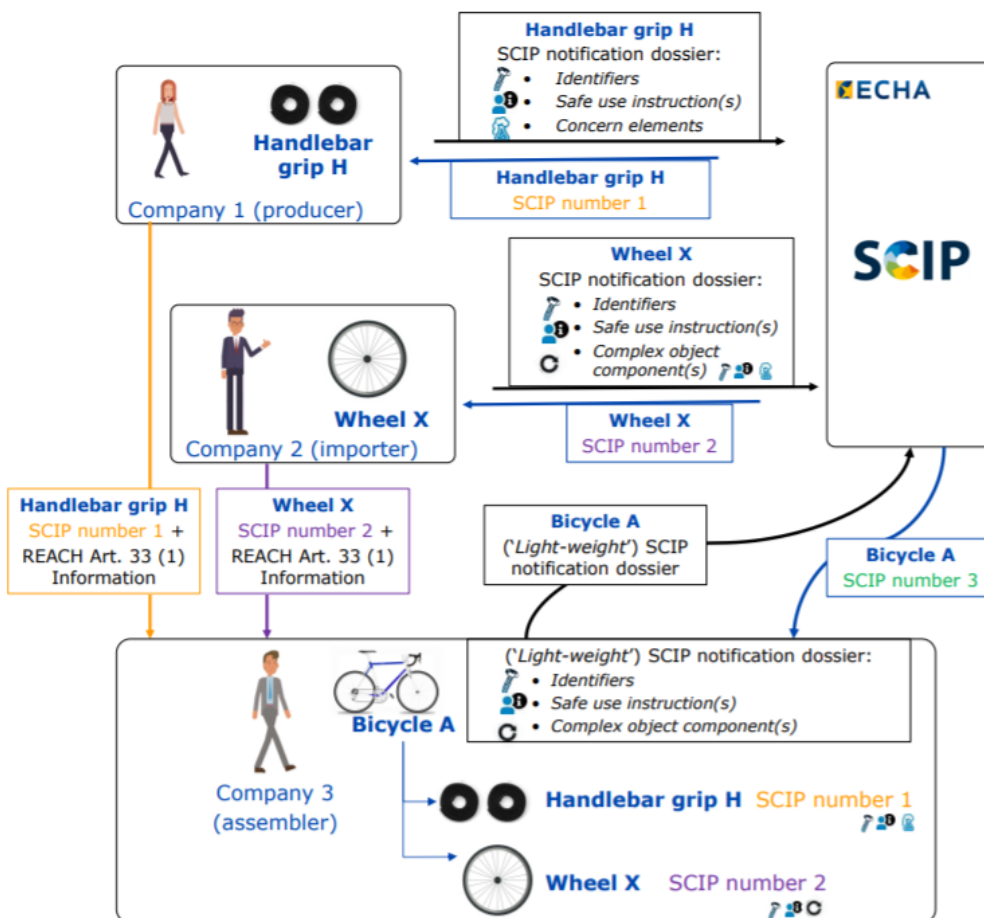 Handlebar grip H
SCIP notification dossier:
• Identifiers
• Safe use instruction(s)
• Concern elements
ECHA
Handlebar
grip H
Company 1 (producer)
Handlebar grip H
SCIP number 1
SCIP
Wheel X
SCIP notification dossier:
• Identifiers
• Safe use instruction(s)
• Complex object
component(s)
Wheel X
Company 2 (importer)
Wheel X
SCIP number 2
Handlebar grip H
SCIP number 1 +
REACH Art. 33 (1)
Information
Wheel X
SCIP number 2 +
REACH Art. 33 (1)
Information
Bicycle A
('Light-weight') SCIP
notification dossier
Bicycle A
SCIP number 3
('Light-weight') SCIP notification dossier:
• Identifiers
• Safe use instruction(s)
• Complex object component(s)
Bicycle A
Company 3
(assembler)
Handlebar grip H SCIP number 1
Wheel X SCIP number 2